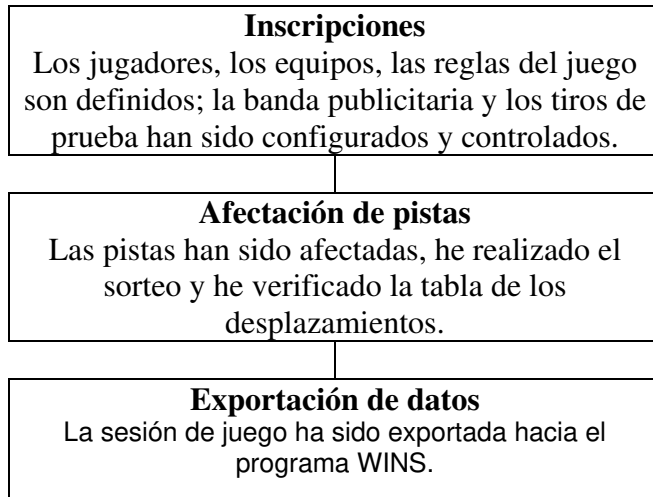 Inscripciones
Los jugadores, los equipos, las reglas del juego
son definidos; la banda publicitaria y los tiros de
prueba han sido configurados y controlados.
Afectación de pistas
Las pistas han sido afectadas, he realizado el
sorteo y he verificado la tabla de los
desplazamientos.
Exportación de datos
La sesión de juego ha sido exportada hacia el
programa WINS.